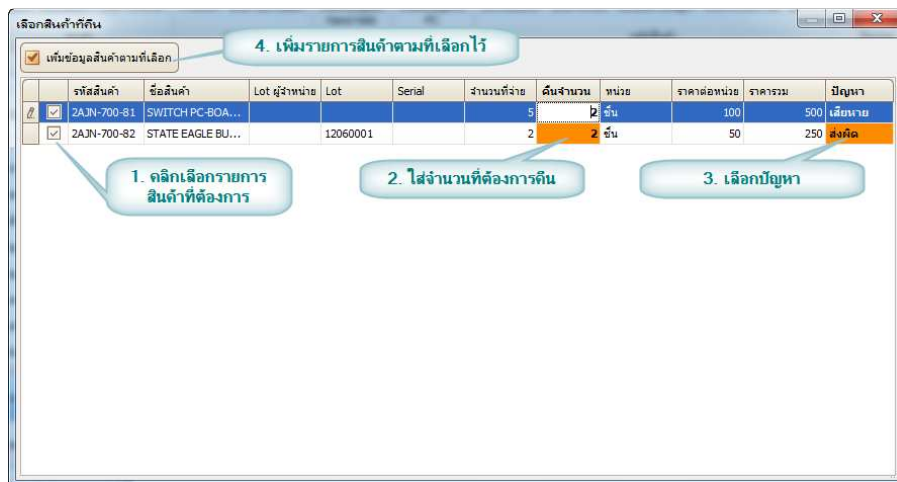 เลือกสินค้าที่คืน
เพิ่มข้อมูลสินค้าตามที่เลือก
4. เพิ่มรายการสินค้าตามที่เลือกไว้
รหัสสินค้า ชื่อสินค้า Lot ผู้จำหน่าย Lot Serial จำนวนที่จ่าย คืนจำนวน หน่วย ราคาต่อหน่วย ราคารวม ปัญหา
2AJN-700-81 SWITCH PC-BOA... 5 2 ชิ้น 100 500 เสียหาย
2AJN-700-82 STATE EAGLE BU... 12060001 2 2 ชิ้น 50 250 ส่งผิด
1. คลิกเลือกรายการ
สินค้าที่ต้องการ
2. ใส่จำนวนที่ต้องการคืน
3. เลือกปัญหา